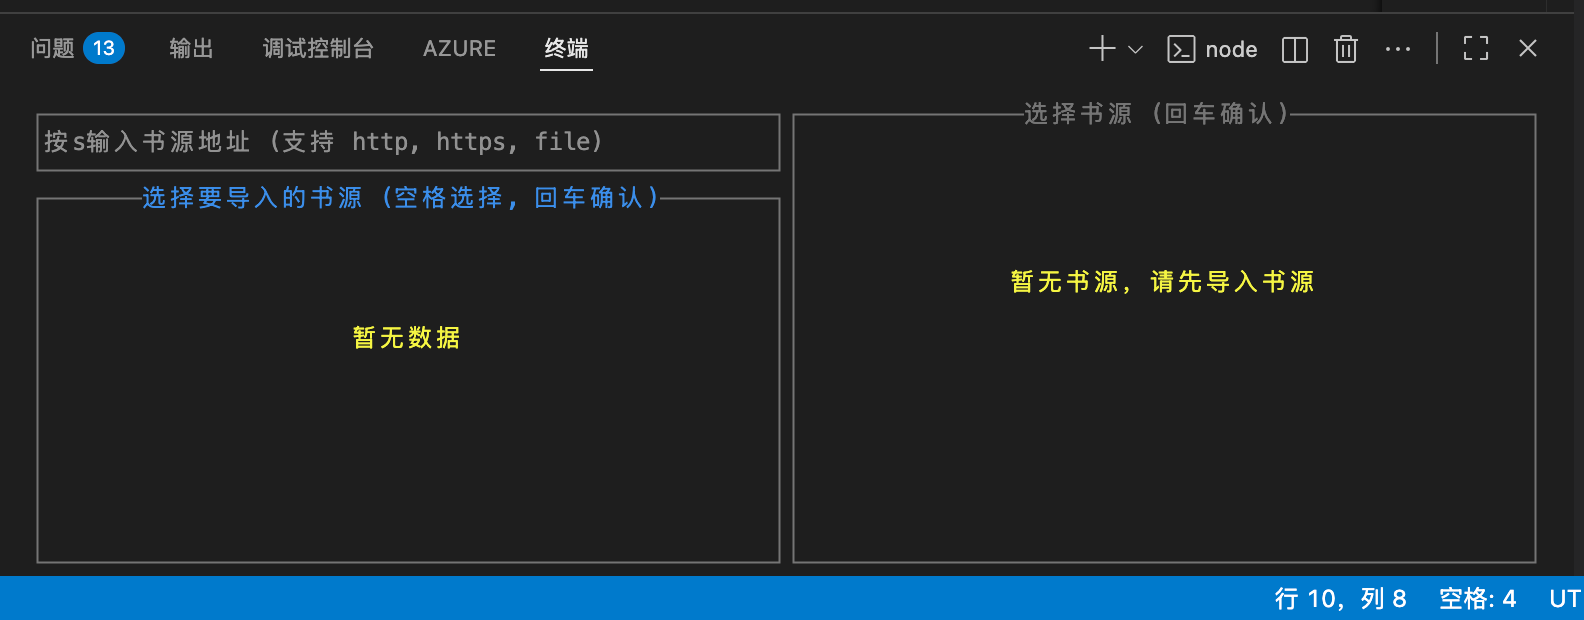 问题 13 输出 调试控制台 AZURE 终端 node
按s输入书源地址 (支持 http, https, file)
选择要导入的书源 (空格选择, 回车确认)
暂无数据
选择书源 (回车确认)
暂无书源, 请先导入书源
行 10, 列 8 空格: 4 UT